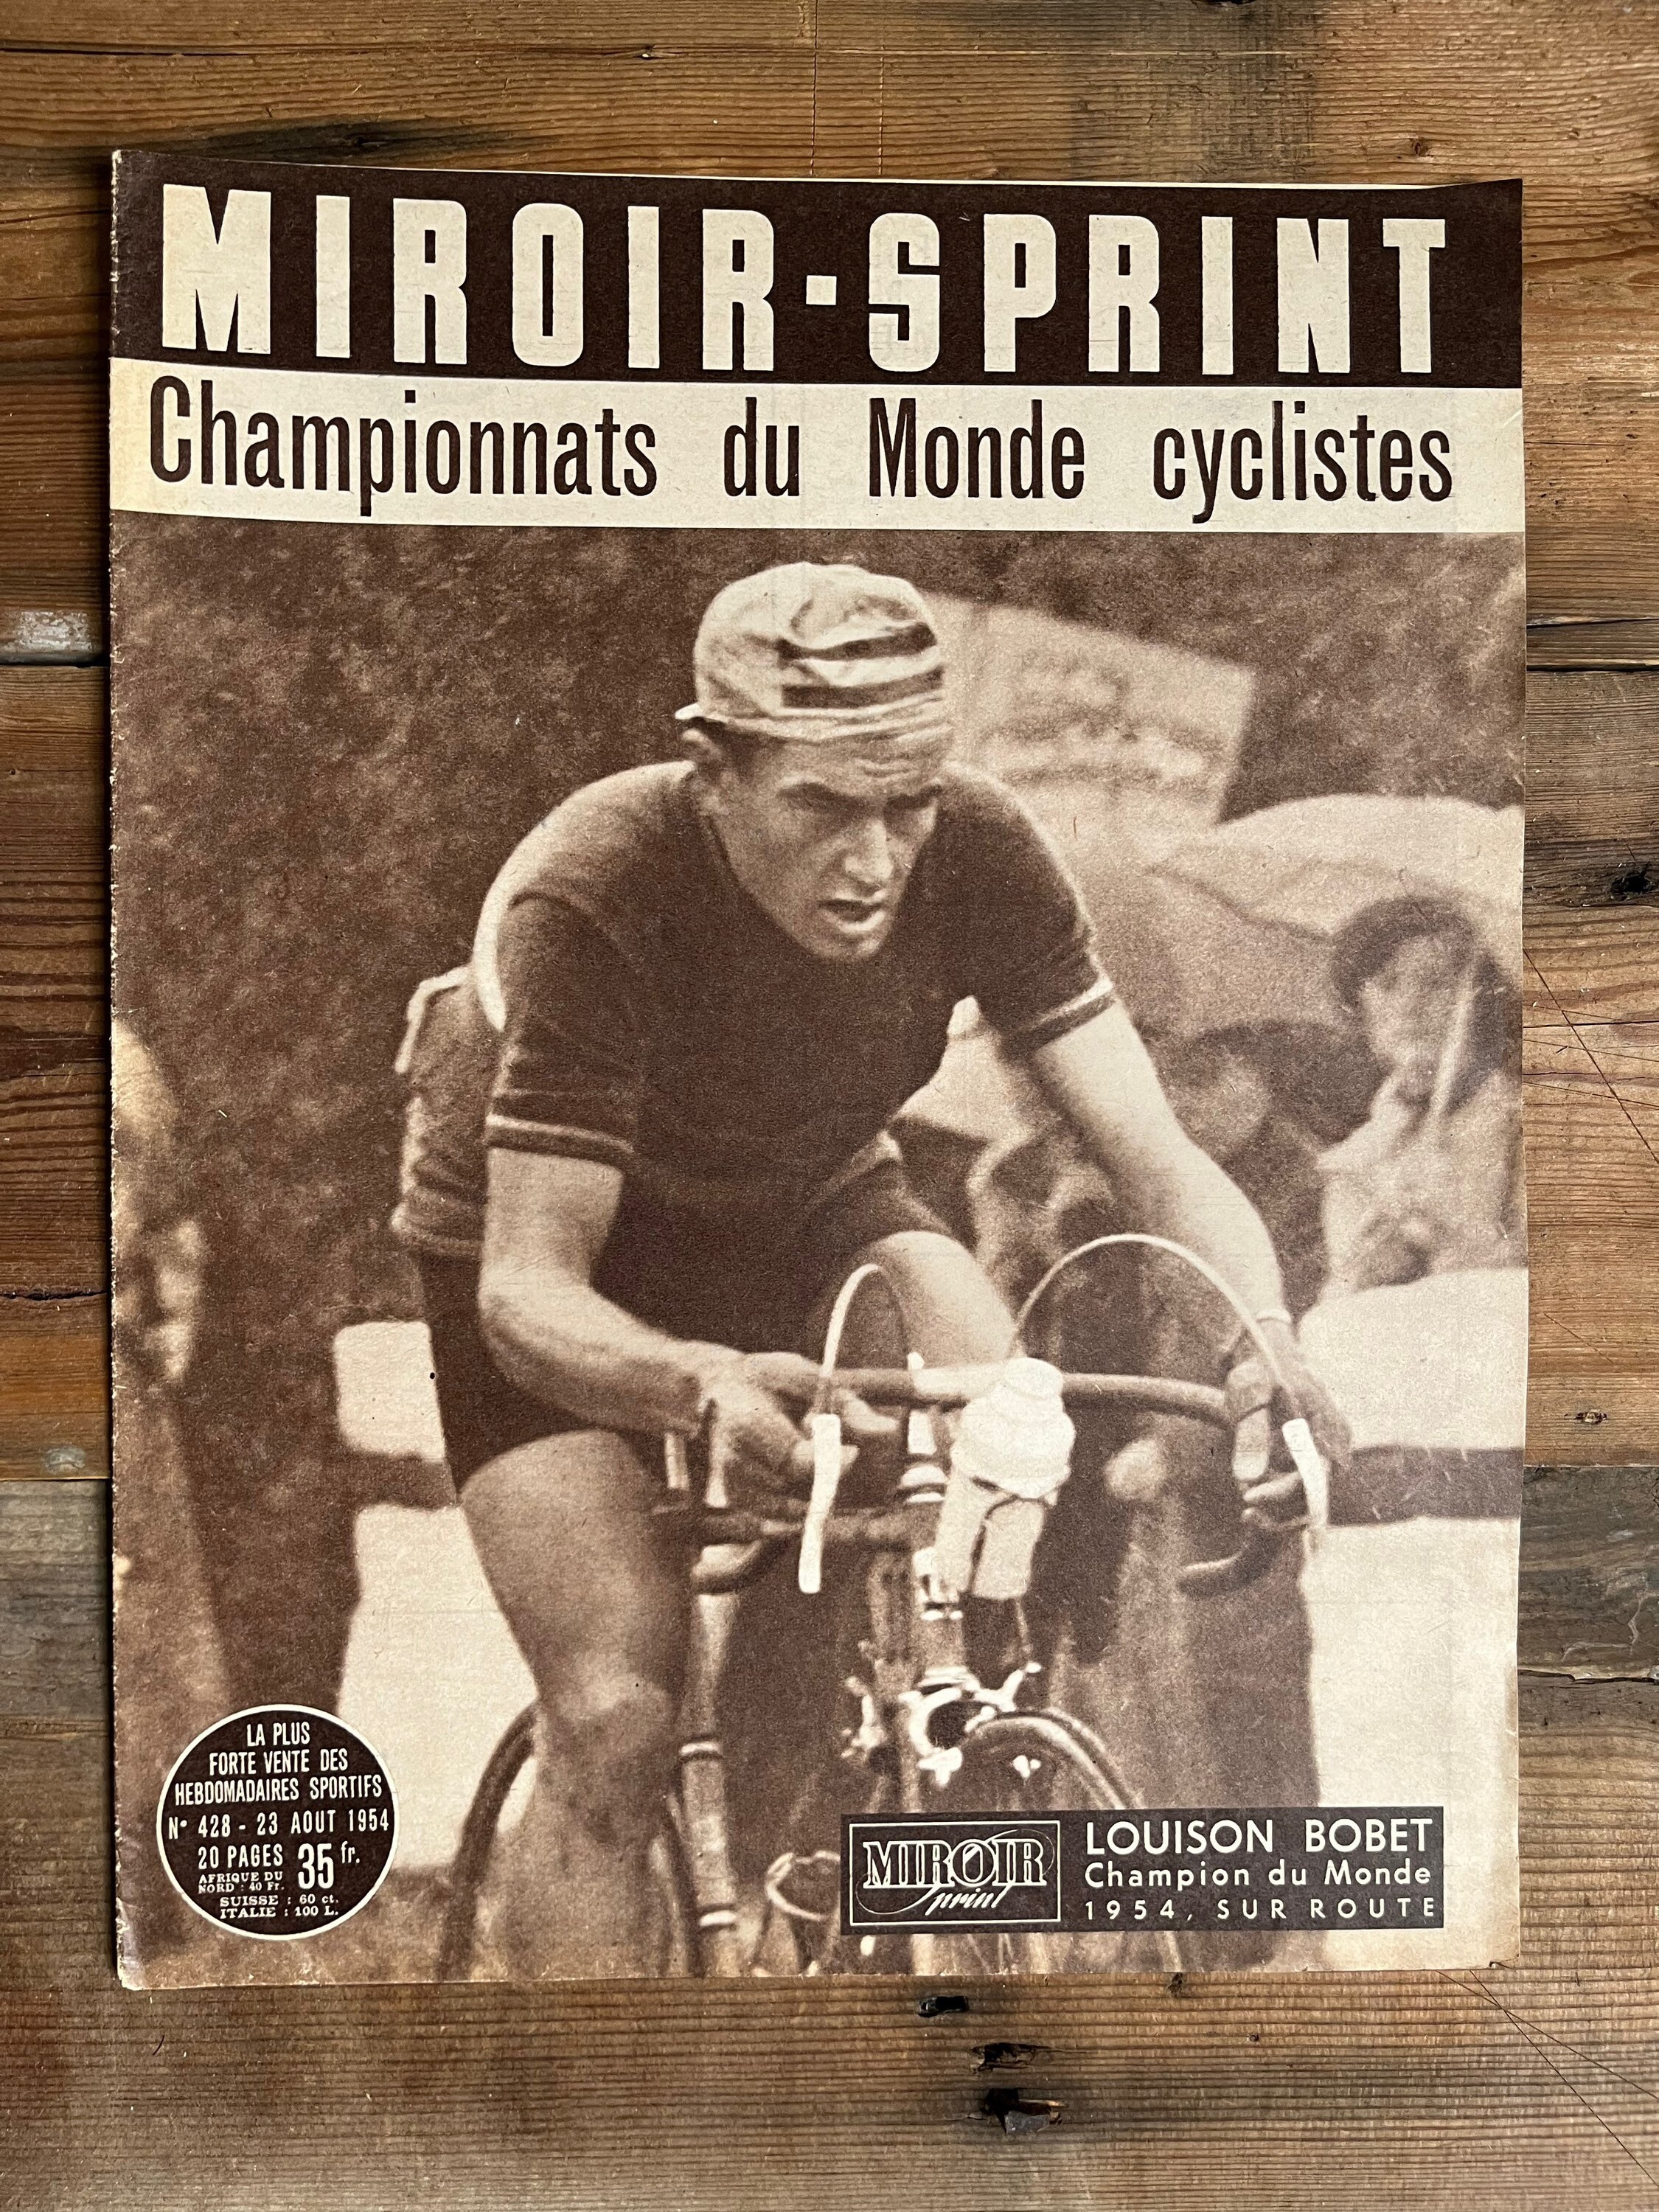 MIROIR-SPRINT
Championnats du Monde cyclistes
LA PLUS
FORTE VENTE DES
HEBDOMADAIRES SPORTIFS
N° 428 - 23 AOUT 1954
20 PAGES 35 fr.
AFRIQUE DU
NORD : 40 Fr.
SUISSE : 60 ct.
ITALIE : 100 L.
MIROIR
sprint
LOUISON BOBET
Champion du Monde
1954, SUR ROUTE